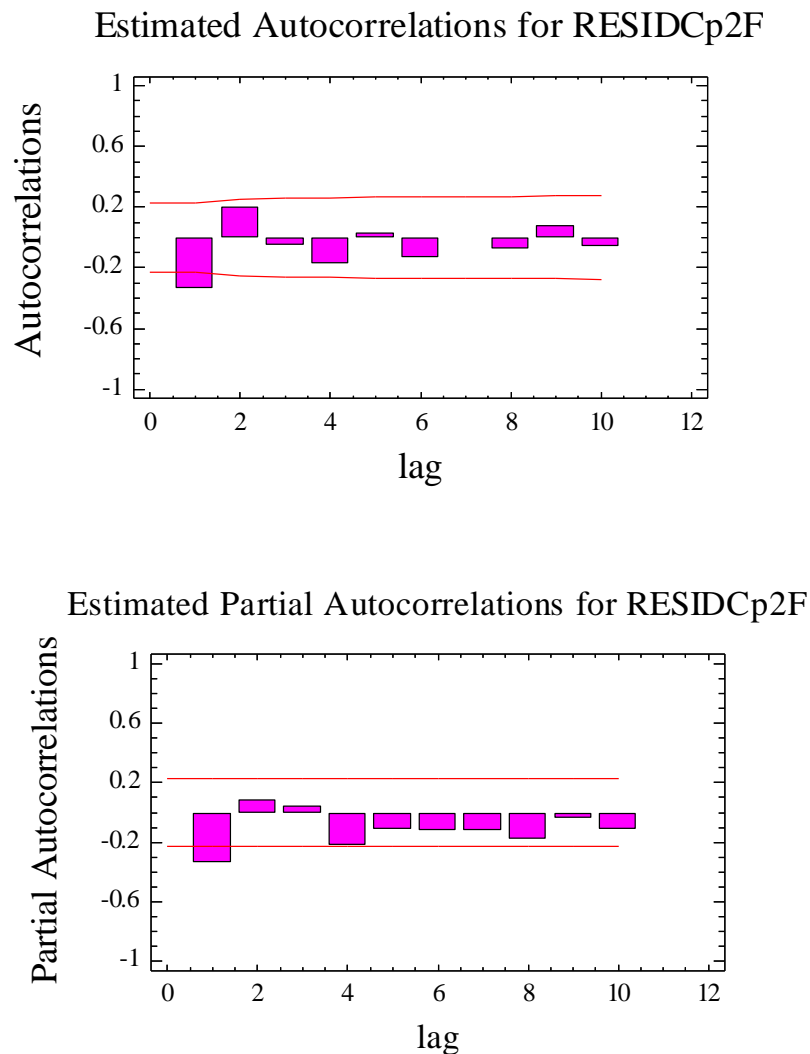 Estimated Autocorrelations for RESIDCp2F
Autocorrelations
1
0.6
0.2
-0.2
-0.6
-1
0 2 4 6 8 10 12
lag
Estimated Partial Autocorrelations for RESIDCp2F
Partial Autocorrelations
1
0.6
0.2
-0.2
-0.6
-1
0 2 4 6 8 10 12
lag